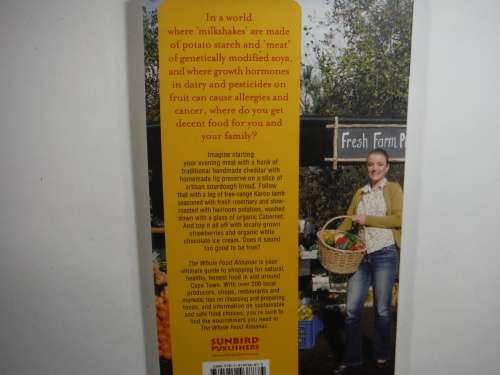 In a world
where 'milkshakes' are made
of potato starch and 'meat'
of genetically modified soya,
and where growth hormones
in dairy and pesticides on
fruit can cause allergies and
cancer, where do you get
decent food for you and
your family?
Imagine starting
your evening meal with a hunk of
traditional handmade cheddar with
homemade fig preserve on a slice of
artisan sourdough bread. Follow
that with a leg of free-range Karoo lamb
seasoned with fresh rosemary and slow-
roasted with heirloom potatoes, washed
down with a glass of organic Cabernet.
And top it all off with locally grown
strawberries and organic white
chocolate ice cream. Does it sound
too good to be true?
The Whole Food Almanac is your
ultimate guide to shopping for natural,
healthy, honest food in and around
Cape Town. With over 200 local
producers, shops, restaurants and
markets; tips on choosing and preparing
foods; and information on sustainable
and safe food choices, you're sure to
find the nourishment you need in
The Whole Food Almanac.
SUNBIRD
PUBLISHERS
Fresh Farm